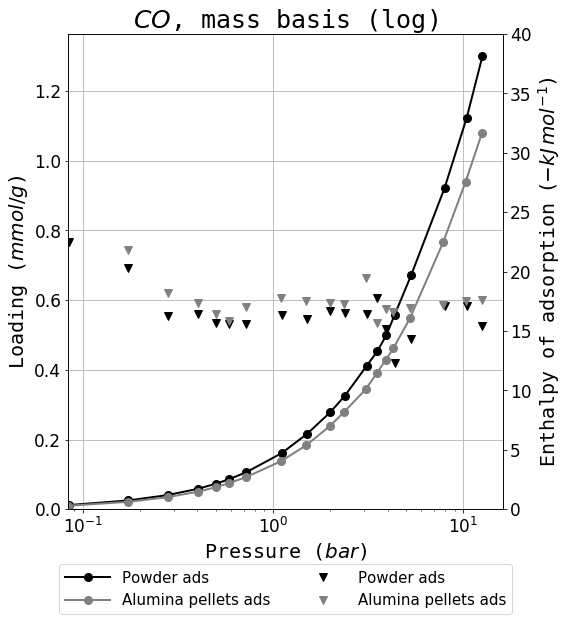 CO, mass basis (log)
Loading (mmol/g)
0.0
0.2
0.4
0.6
0.8
1.0
1.2
Enthalpy of adsorption (−kJ mol⁻¹)
0
5
10
15
20
25
30
35
40
10⁻¹ 10⁰ 10¹
Pressure (bar)
Powder ads Powder ads
Alumina pellets ads Alumina pellets ads